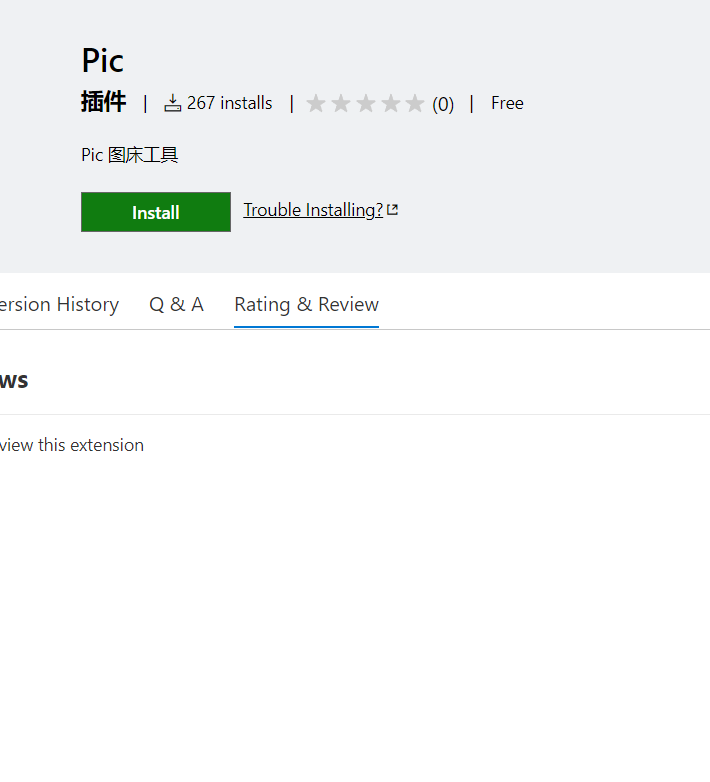 Pic
插件 | 267 installs | (0) | Free
Pic 图床工具
Install Trouble Installing?
ersion History Q & A Rating & Review
ws
view this extension